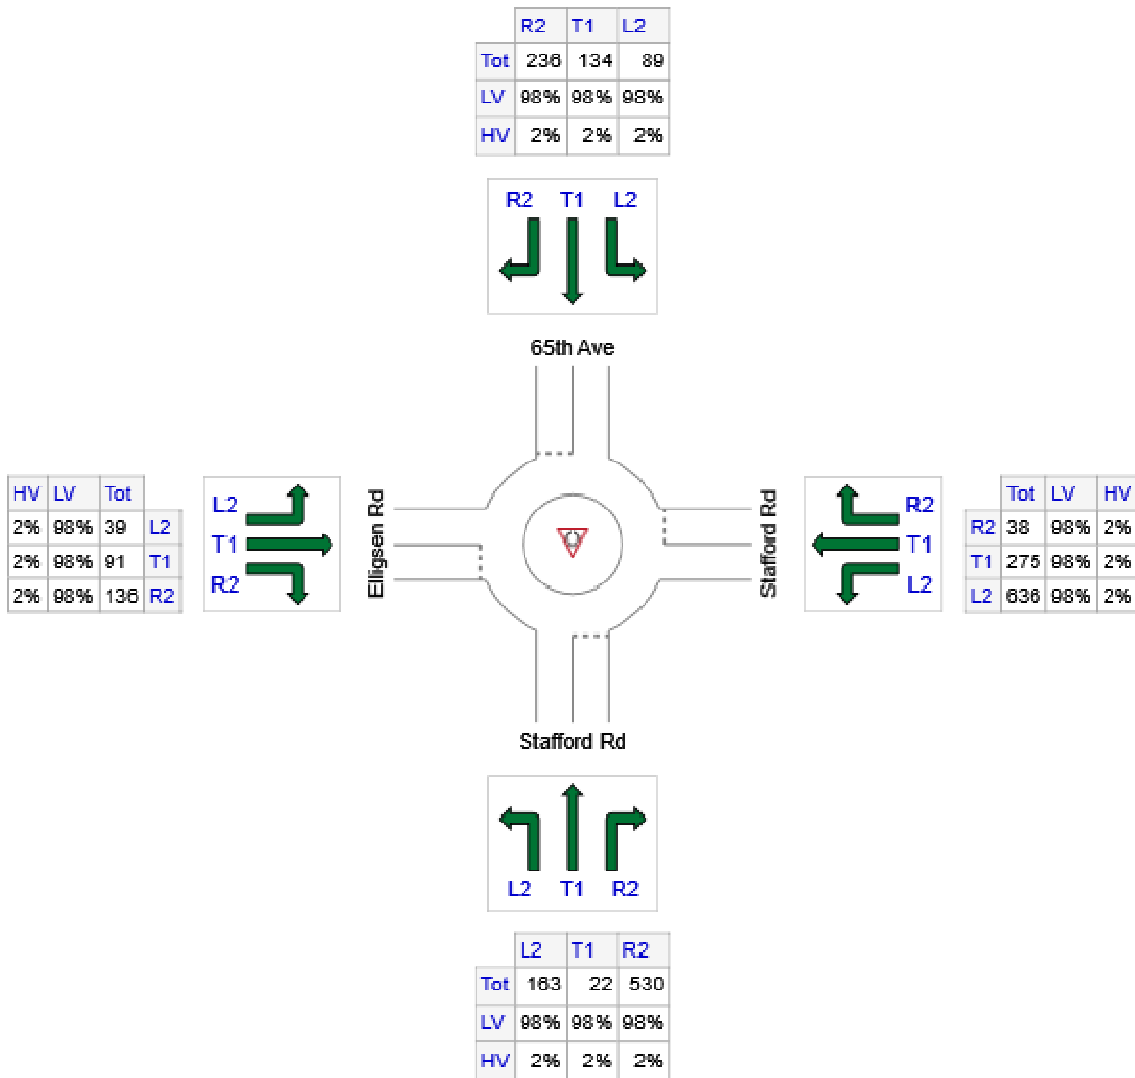 R2 T1 L2
Tot 236 134 89
LV 98% 98% 98%
HV 2% 2% 2%
R2 T1 L2
65th Ave
HV LV Tot
2% 98% 39 L2
2% 98% 91 T1
2% 98% 136 R2
L2
T1
R2
Elligsen Rd
Stafford Rd
R2
T1
L2
Tot LV HV
R2 38 98% 2%
T1 275 98% 2%
L2 636 98% 2%
Stafford Rd
L2 T1 R2
L2 T1 R2
Tot 163 22 530
LV 98% 98% 98%
HV 2% 2% 2%